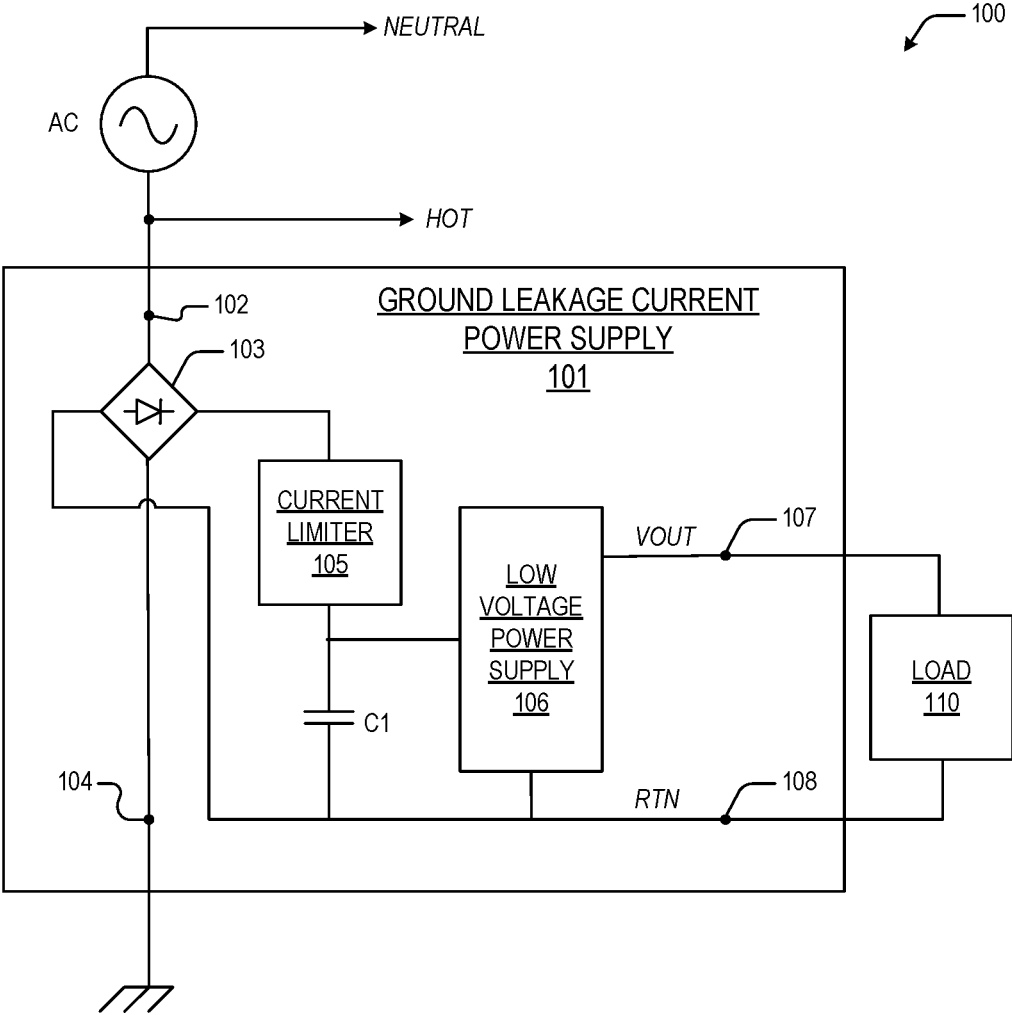 NEUTRAL
100
AC
HOT
GROUND LEAKAGE CURRENT
POWER SUPPLY
101
102
103
CURRENT
LIMITER
105
VOUT
107
LOW
VOLTAGE
POWER
SUPPLY
106
LOAD
110
C1
104
RTN
108